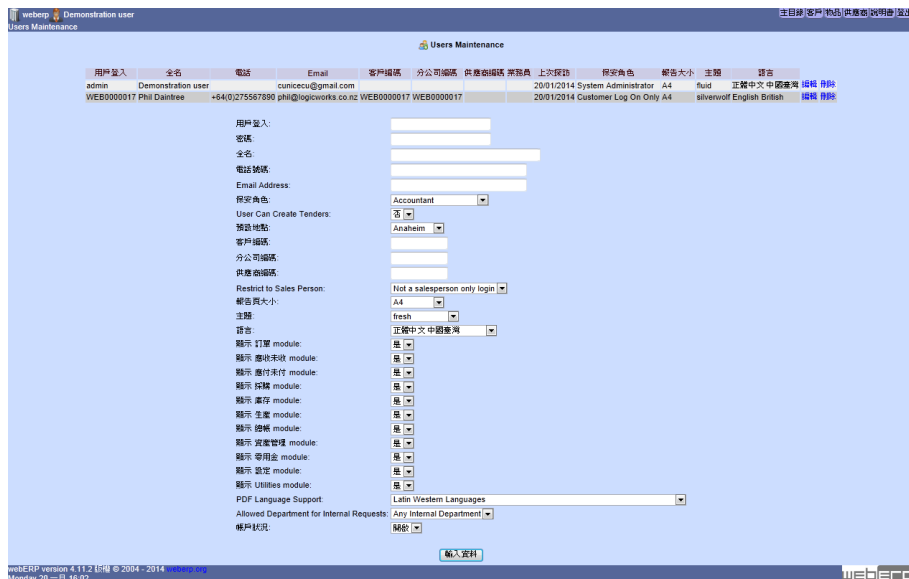 weberp Demonstration user 主目錄 客戶 物品 供應商 說明書 登出
Users Maintenance
Users Maintenance
用戶登入 全名 電話 Email 客戶編碼 分公司編碼 供應商編碼 業務員 上次探訪 保安角色 報告大小 主題 語言
admin Demonstration user cunicecu@gmail.com 20/01/2014 System Administrator A4 fluid 正體中文 中國臺灣 編輯 刪除
WEB0000017 Phil Daintree +64(0)275567890 phil@logicworks.co.nz WEB0000017 WEB0000017 20/01/2014 Customer Log On Only A4 silverwolf English British 編輯 刪除
用戶登入:
密碼:
全名:
電話號碼:
Email Address:
保安角色: Accountant
User Can Create Tenders: 否
預設地點: Anaheim
客戶編碼:
分公司編碼:
供應商編碼:
Restrict to Sales Person: Not a salesperson only login
報告頁大小: A4
主題: fresh
語言: 正體中文 中國臺灣
顯示 訂單 module: 是
顯示 應收未收 module: 是
顯示 應付未付 module: 是
顯示 採購 module: 是
顯示 庫存 module: 是
顯示 生產 module: 是
顯示 總帳 module: 是
顯示 資產管理 module: 是
顯示 零用金 module: 是
顯示 設定 module: 是
顯示 Utilities module: 是
PDF Language Support: Latin Western Languages
Allowed Department for Internal Requests: Any Internal Department
帳戶狀況: 開啟
輸入資料
webERP version 4.11.2 版權 © 2004 - 2014 weberp.org
Monday 20 一月 16:02